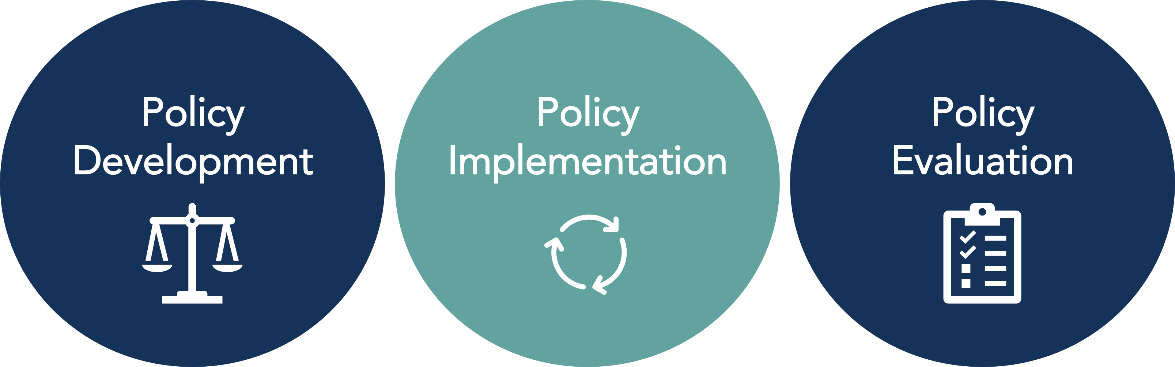 Policy
Development
Policy
Implementation
Policy
Evaluation